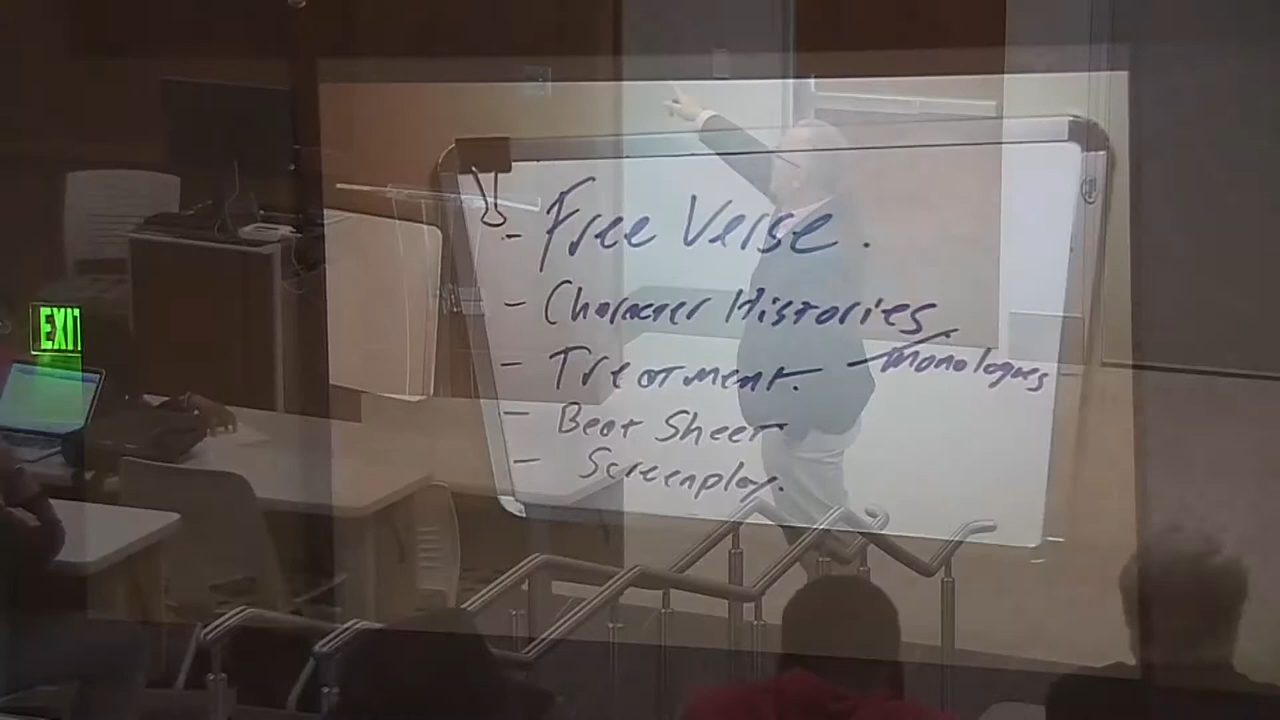 - Free Verse.
- Character Histories
- Monologues
- Treatment.
- Beat Sheet
- Screenplay.
EXIT